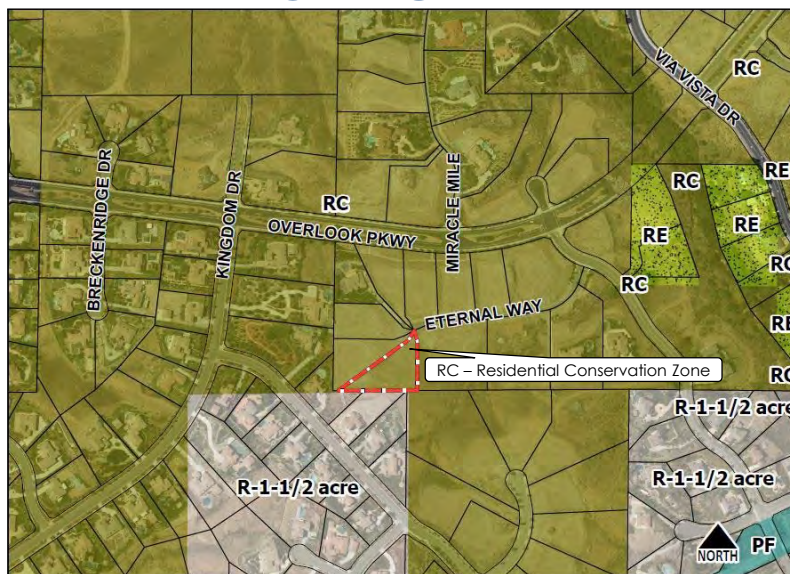 RC
VIA VISTA DR
BRECKENRIDGE DR
KINGDOM DR
RC
OVERLOOK PKWY
MIRACLE MILE
RC
RE
RE
RE
RC
RC
ETERNAL WAY
RE
RC – Residential Conservation Zone
RC
R-1-1/2 acre
R-1-1/2 acre
R-1-1/2 acre
NORTH
PF